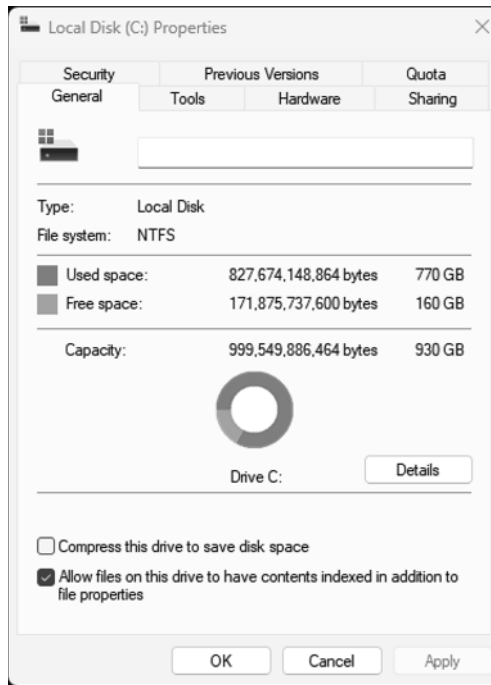 Local Disk (C:) Properties
Security Previous Versions Quota
General Tools Hardware Sharing
Type: Local Disk
File system: NTFS
Used space: 827,674,148,864 bytes 770 GB
Free space: 171,875,737,600 bytes 160 GB
Capacity: 999,549,886,464 bytes 930 GB
Drive C: Details
Compress this drive to save disk space
Allow files on this drive to have contents indexed in addition to
file properties
OK Cancel Apply